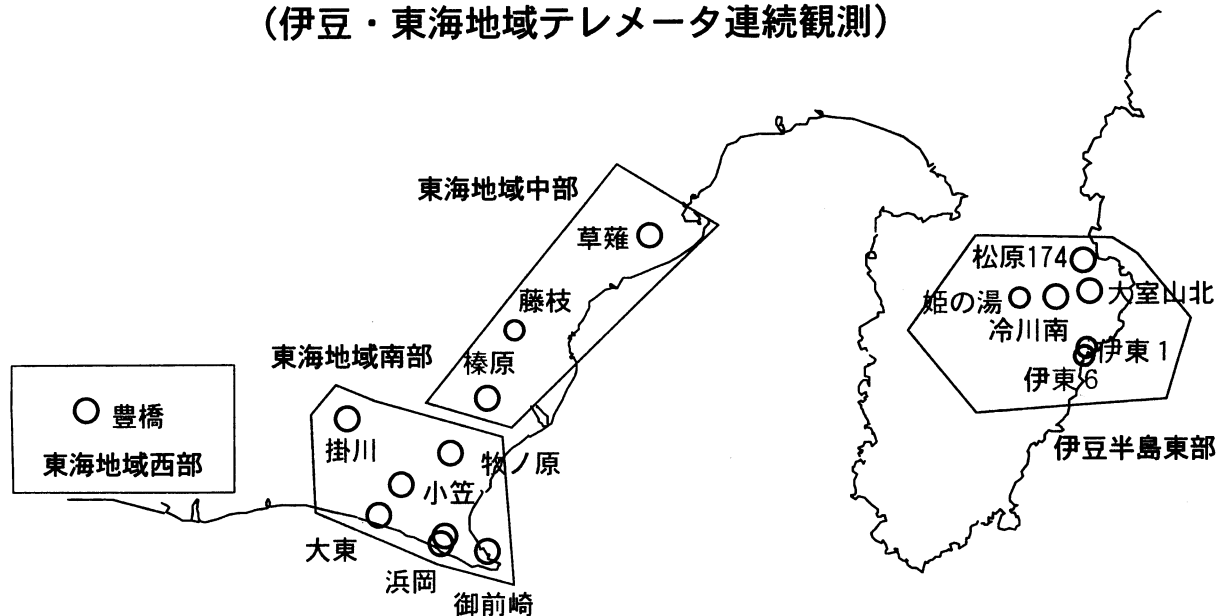 (伊豆・東海地域テレメータ連続観測)
東海地域中部
草薙
藤枝
榛原
東海地域南部
掛川
牧ノ原
小笠
大東
浜岡
御前崎
豊橋
東海地域西部
松原174
姫の湯
大室山北
冷川南
伊東1
伊東6
伊豆半島東部